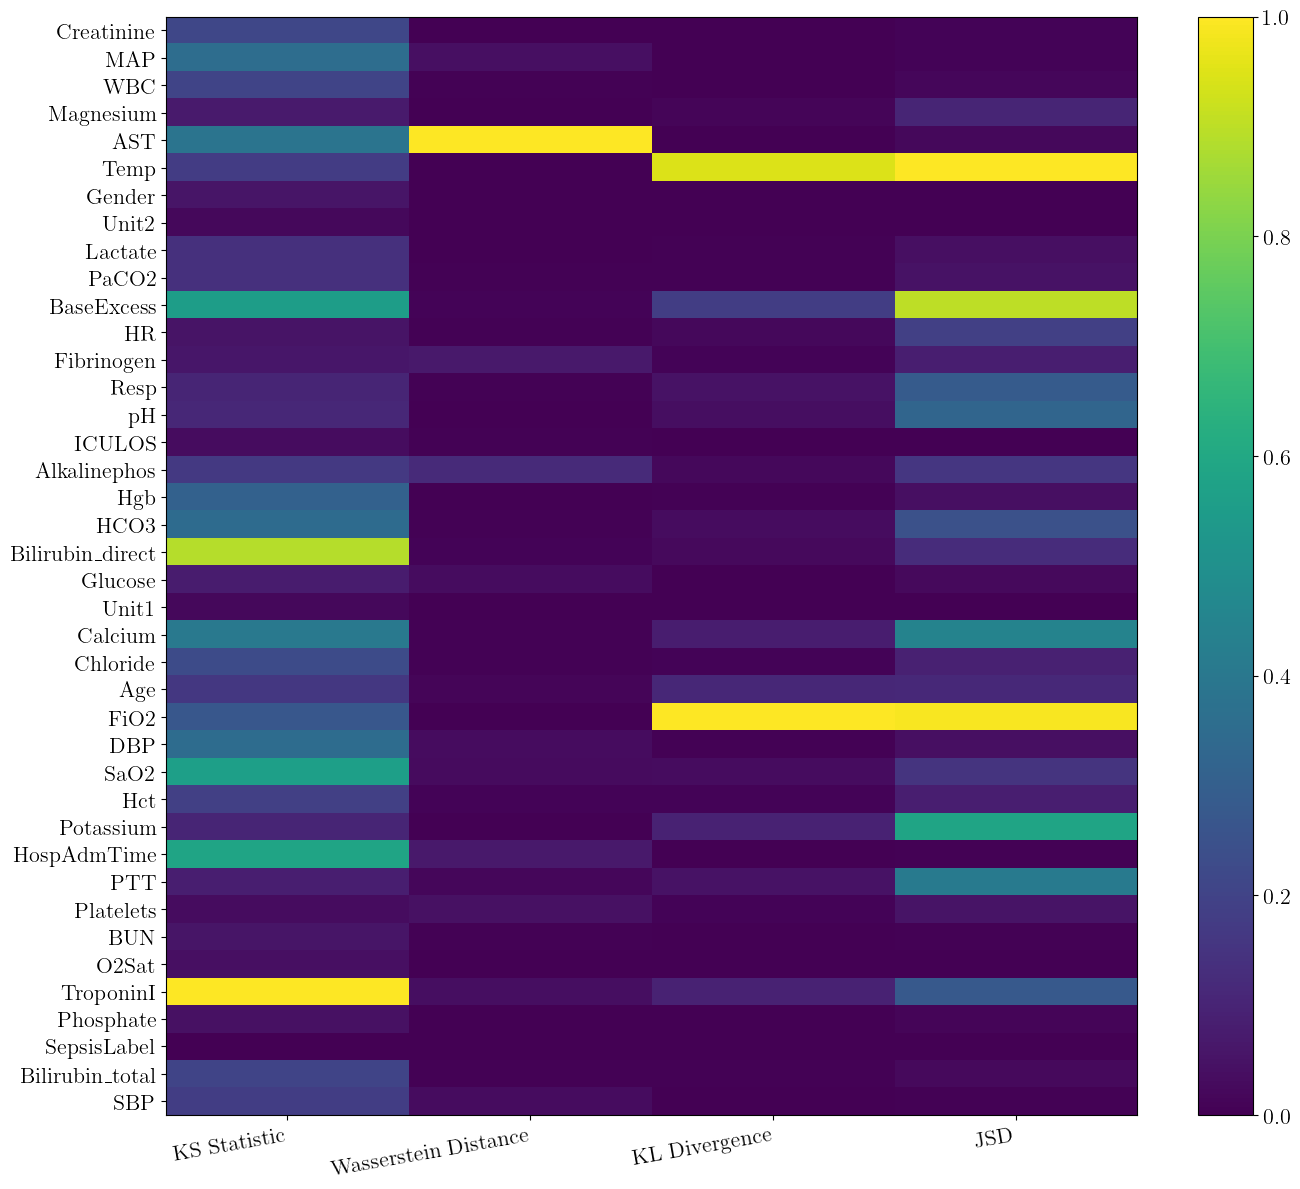 Creatinine
MAP
WBC
Magnesium
AST
Temp
Gender
Unit2
Lactate
PaCO2
BaseExcess
HR
Fibrinogen
Resp
pH
ICULOS
Alkalinephos
Hgb
HCO3
Bilirubin_direct
Glucose
Unit1
Calcium
Chloride
Age
FiO2
DBP
SaO2
Hct
Potassium
HospAdmTime
PTT
Platelets
BUN
O2Sat
TroponinI
Phosphate
SepsisLabel
Bilirubin_total
SBP
KS Statistic
Wasserstein Distance
KL Divergence
JSD
1.0
0.8
0.6
0.4
0.2
0.0